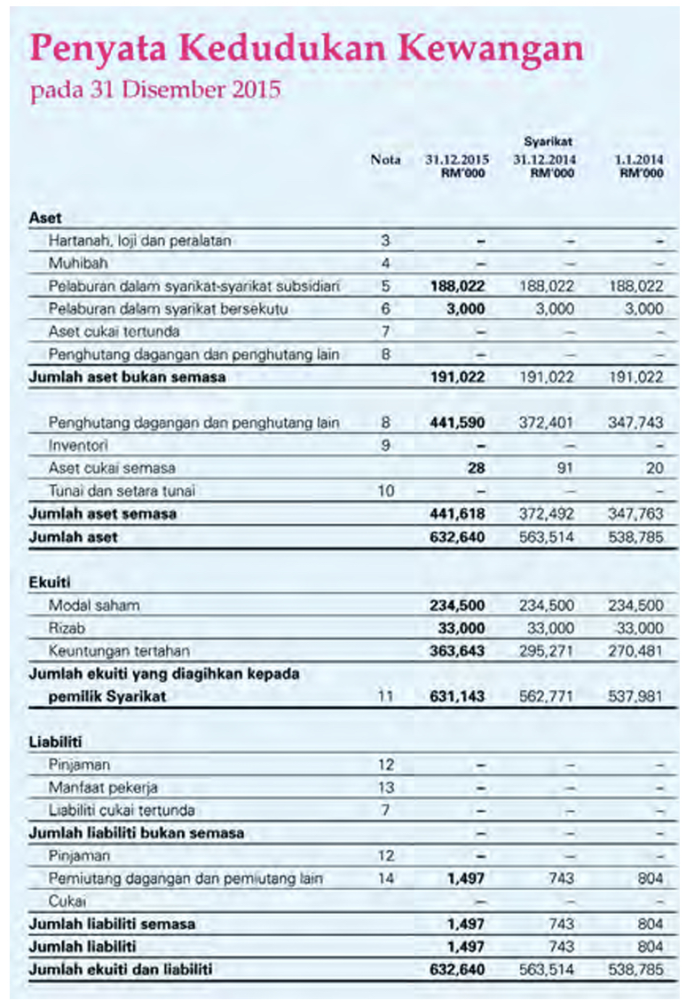 Penyata Kedudukan Kewangan
pada 31 Disember 2015
Syarikat
Nota 31.12.2015 31.12.2014 1.1.2014
RM'000 RM'000 RM'000
Aset
Hartanah, loji dan peralatan 3 – – –
Muhibah 4 – – –
Pelaburan dalam syarikat-syarikat subsidiari 5 188,022 188,022 188,022
Pelaburan dalam syarikat bersekutu 6 3,000 3,000 3,000
Aset cukai tertunda 7 – – –
Penghutang dagangan dan penghutang lain 8 – – –
Jumlah aset bukan semasa 191,022 191,022 191,022
Penghutang dagangan dan penghutang lain 8 441,590 372,401 347,743
Inventori 9 – – –
Aset cukai semasa 28 91 20
Tunai dan setara tunai 10 – – –
Jumlah aset semasa 441,618 372,492 347,763
Jumlah aset 632,640 563,514 538,785
Ekuiti
Modal saham 234,500 234,500 234,500
Rizab 33,000 33,000 33,000
Keuntungan tertahan 363,643 295,271 270,481
Jumlah ekuiti yang diagihkan kepada
pemilik Syarikat 11 631,143 562,771 537,981
Liabiliti
Pinjaman 12 – – –
Manfaat pekerja 13 – – –
Liabiliti cukai tertunda 7 – – –
Jumlah liabiliti bukan semasa – – –
Pinjaman 12 – – –
Pemiutang dagangan dan pemiutang lain 14 1,497 743 804
Cukai – – –
Jumlah liabiliti semasa 1,497 743 804
Jumlah liabiliti 1,497 743 804
Jumlah ekuiti dan liabiliti 632,640 563,514 538,785